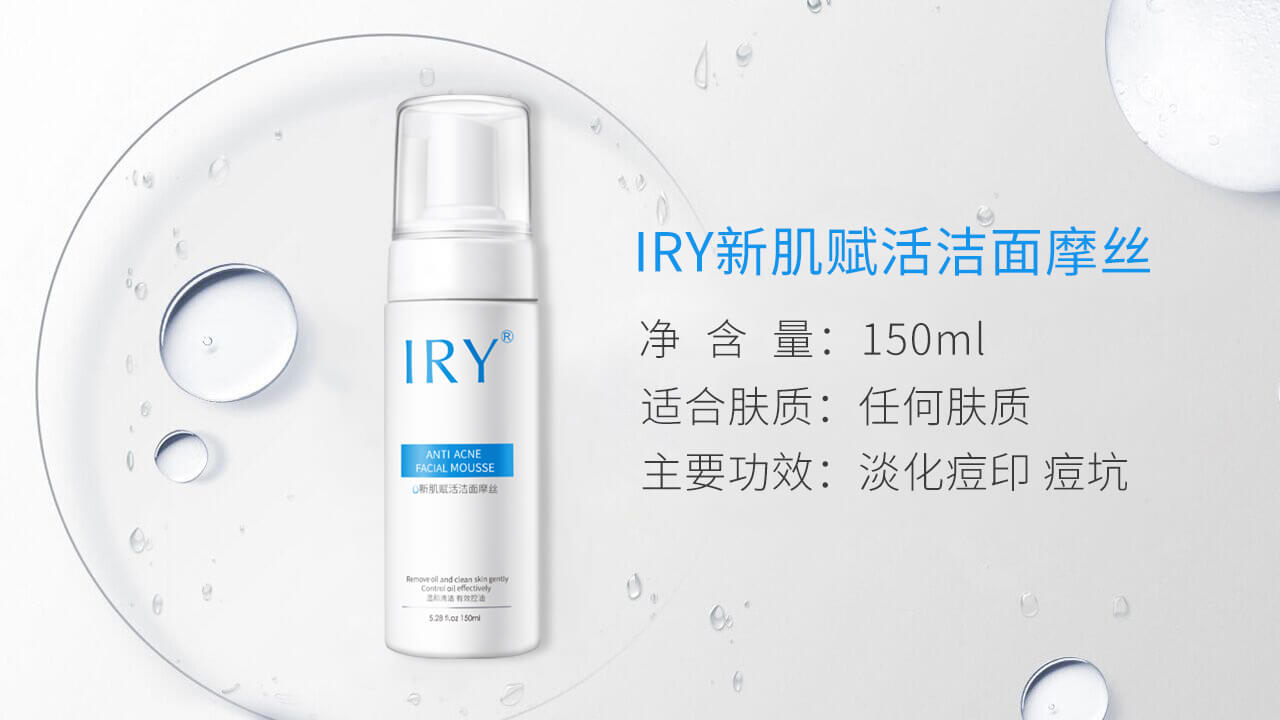 IRY®
ANTI ACNE
FACIAL MOUSSE
新肌赋活洁面摩丝
Remove oil and clean skin gently
Control oil effectively
温和清洁 有效控油
5.28 fl.oz 150ml
IRY新肌赋活洁面摩丝
净含量：150ml
适合肤质：任何肤质
主要功效：淡化痘印 痘坑